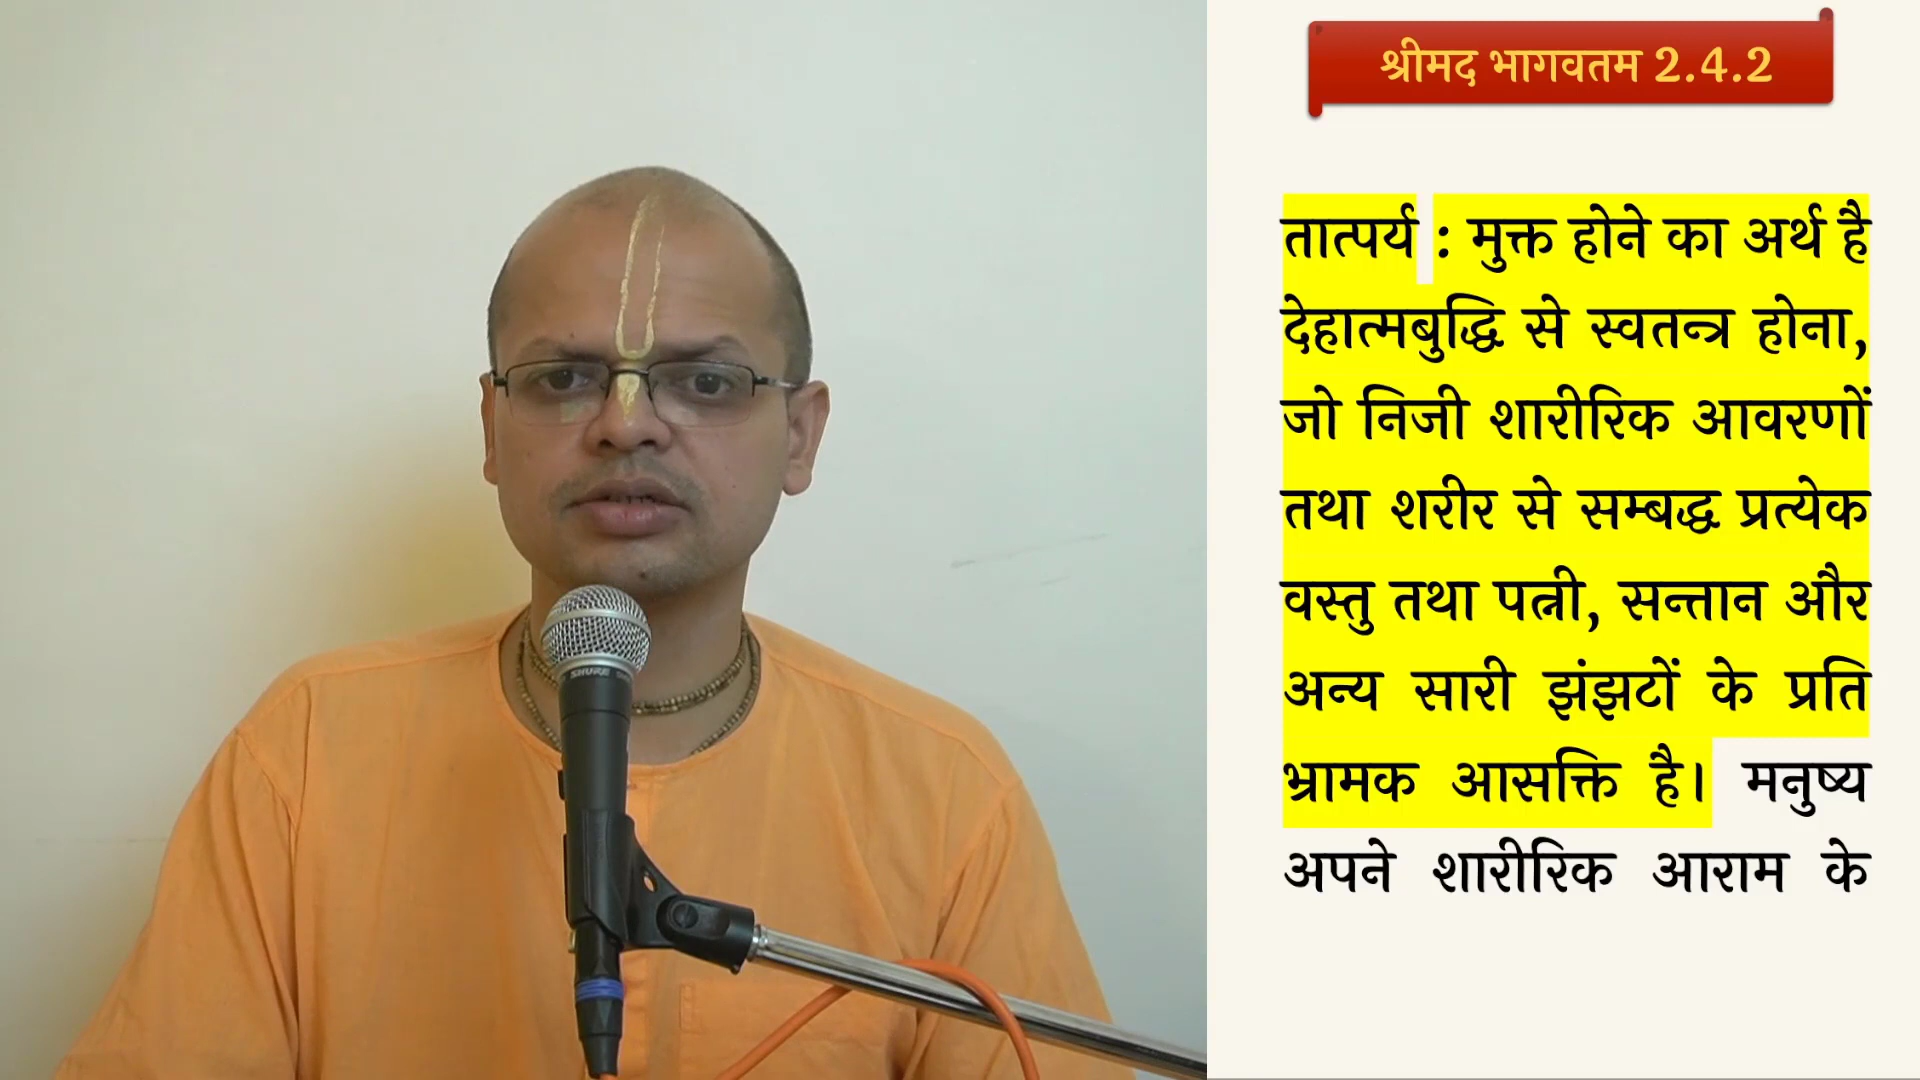 श्रीमद भागवतम 2.4.2
तात्पर्य : मुक्त होने का अर्थ है
देहात्मबुद्धि से स्वतन्त्र होना,
जो निजी शारीरिक आवरणों
तथा शरीर से सम्बद्ध प्रत्येक
वस्तु तथा पत्नी, सन्तान और
अन्य सारी झंझटों के प्रति
भ्रामक आसक्ति है। मनुष्य
अपने शारीरिक आराम के
SHURE